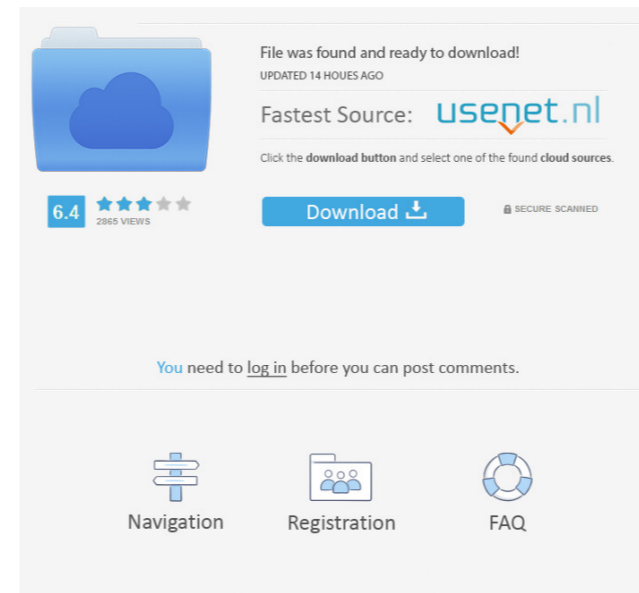 File was found and ready to download!
UPDATED 14 HOUES AGO
Fastest Source: usenet.nl
Click the download button and select one of the found cloud sources.
6.4
2865 VIEWS
Download
SECURE SCANNED
You need to log in before you can post comments.
Navigation
Registration
FAQ